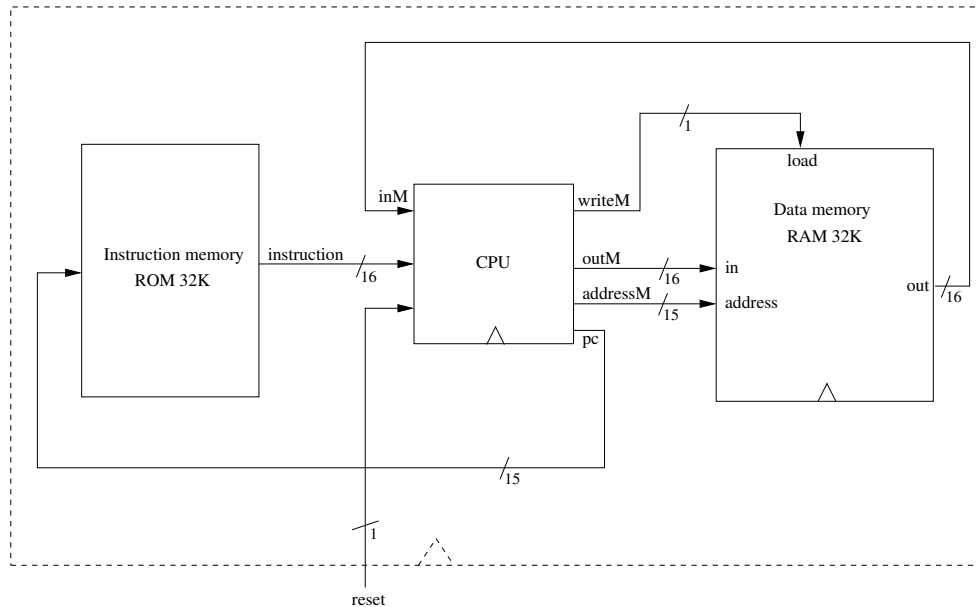 1
load
inM
writeM
Data memory
RAM 32K
Instruction memory
ROM 32K
instruction
16
CPU
outM
16
in
addressM
15
address
out
16
pc
15
1
reset